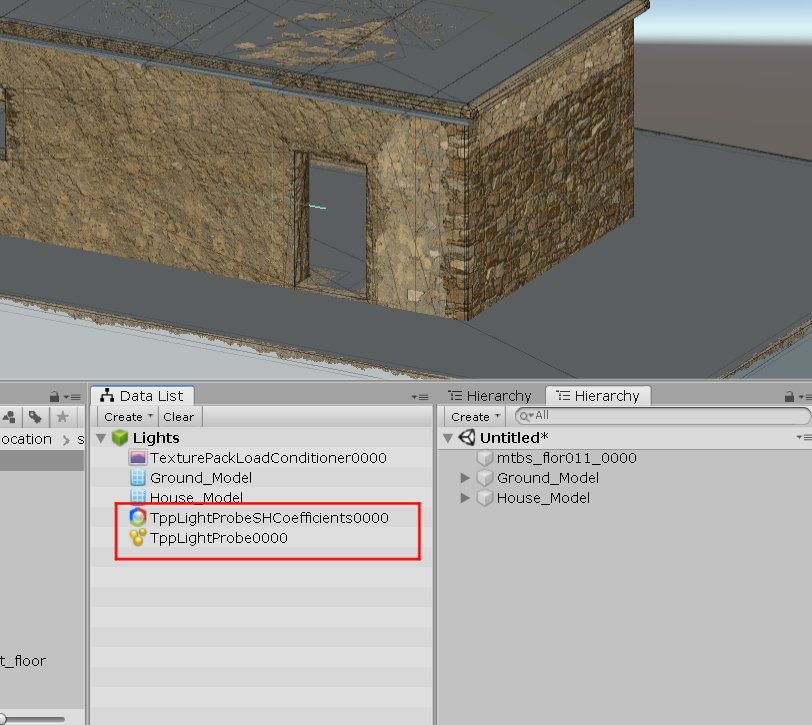 Data List
Hierarchy
Hierarchy
Create
Clear
Create
All
ocation > s
Lights
Untitled*
TexturePackLoadConditioner0000
mtbs_flor011_0000
Ground_Model
Ground_Model
House_Model
House_Model
TppLightProbeSHCoefficients0000
TppLightProbe0000
t_floor